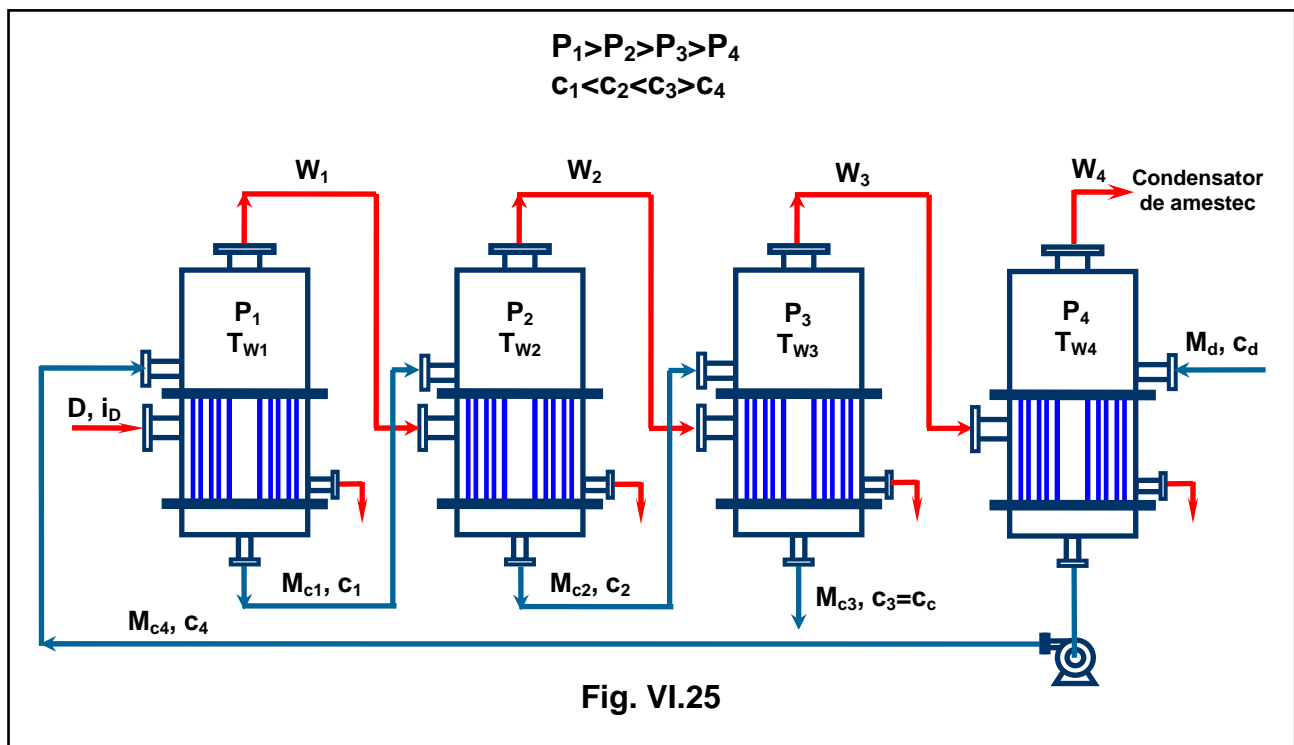 P₁>P₂>P₃>P₄
c₁<c₂<c₃>c₄
W₁
W₂
W₃
W₄
Condensator
de amestec
P₁
T_W1
P₂
T_W2
P₃
T_W3
P₄
T_W4
M_d, c_d
D, i_D
M_c1, c₁
M_c2, c₂
M_c3, c₃=c_c
M_c4, c₄
Fig. VI.25